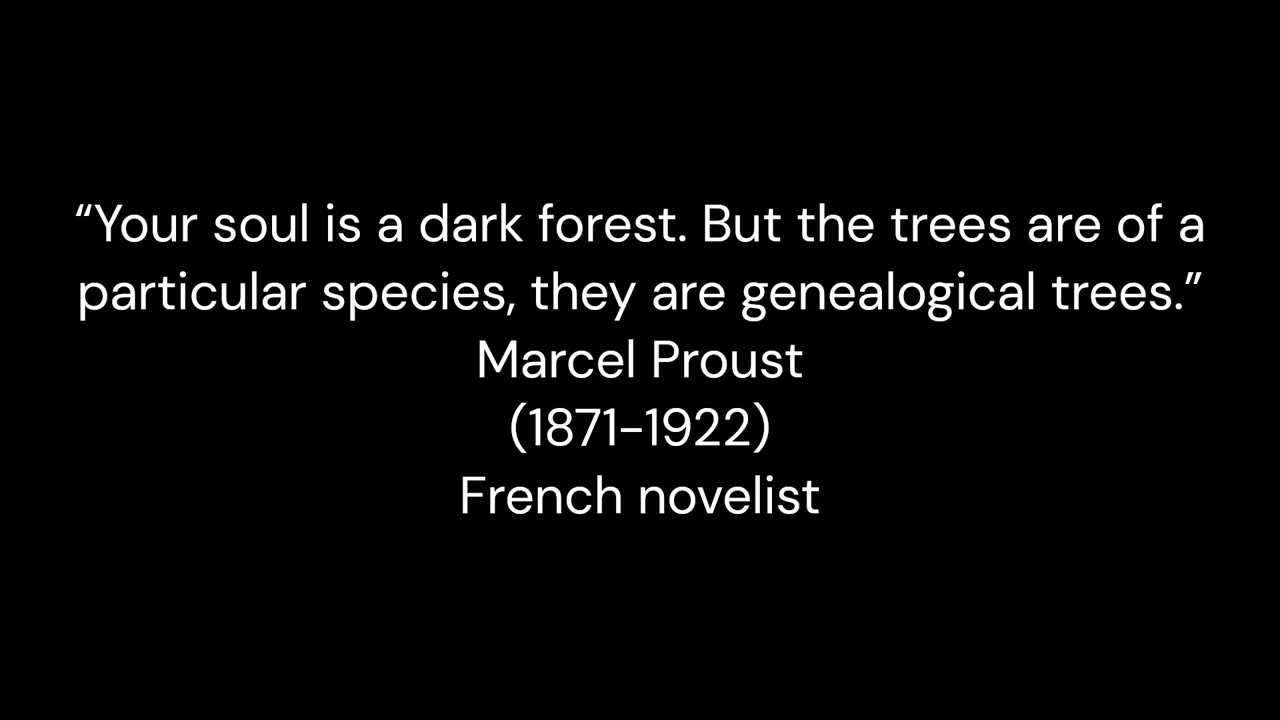 “Your soul is a dark forest. But the trees are of a
particular species, they are genealogical trees.”
Marcel Proust
(1871–1922)
French novelist